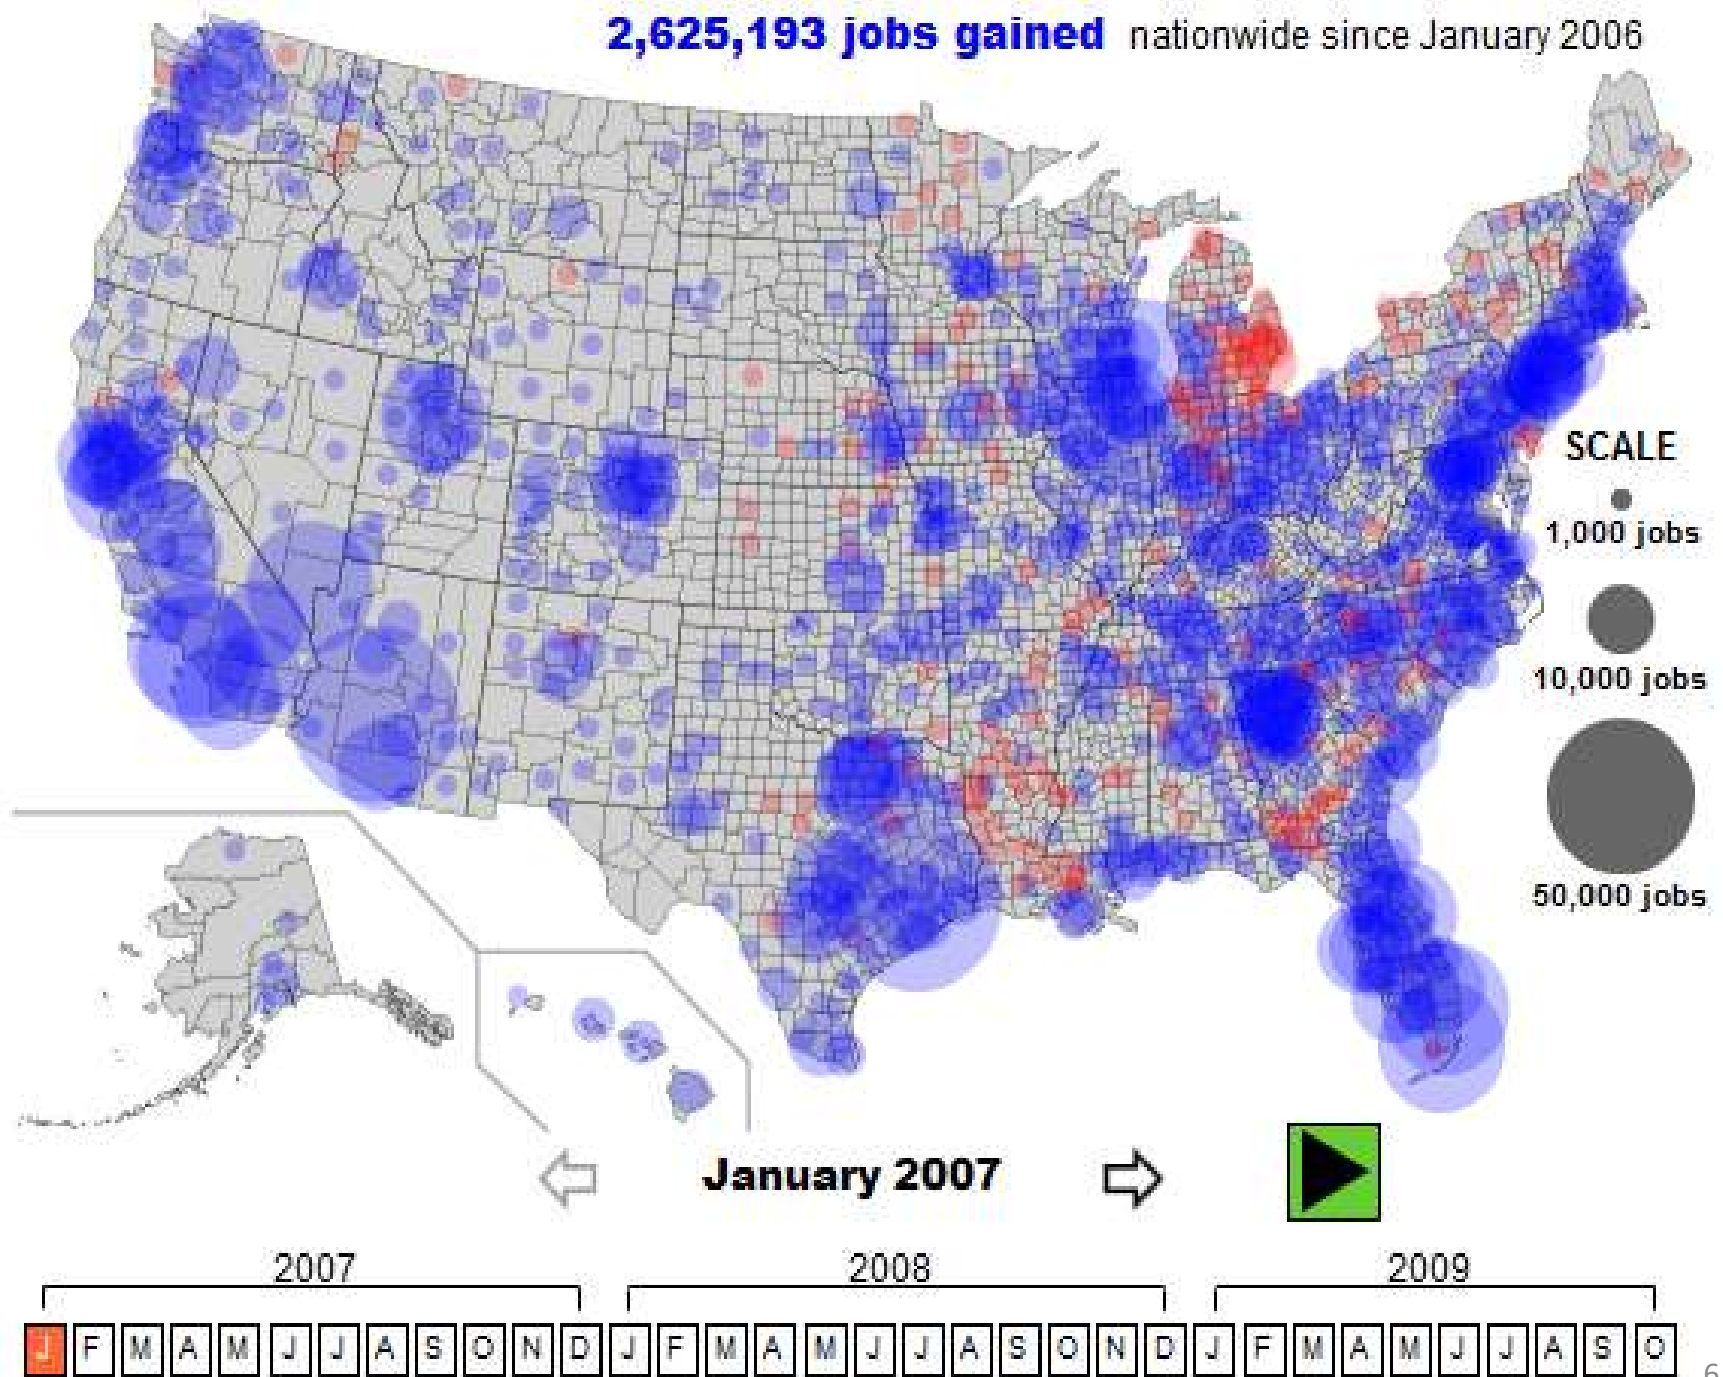 2,625,193 jobs gained nationwide since January 2006
SCALE
1,000 jobs
10,000 jobs
50,000 jobs
January 2007
2007 2008 2009
J F M A M J J A S O N D J F M A M J J A S O N D J F M A M J J A S O
6